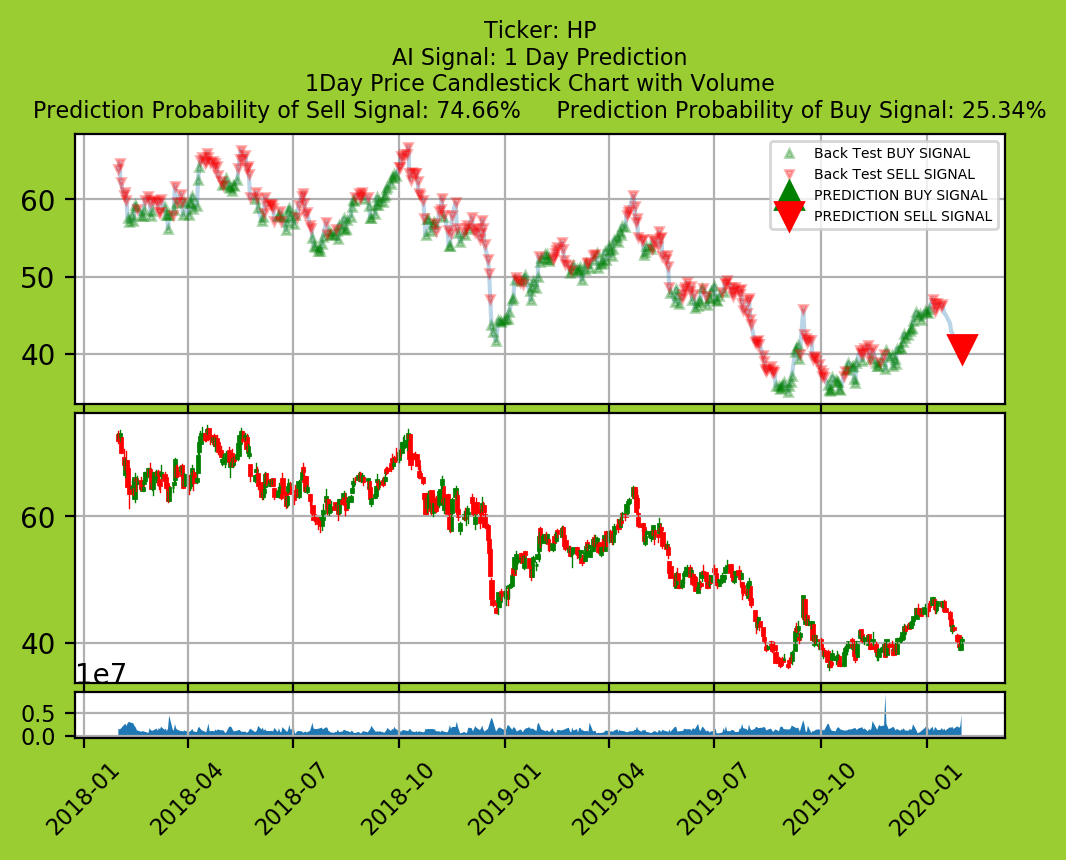 Ticker: HP
AI Signal: 1 Day Prediction
1Day Price Candlestick Chart with Volume
Prediction Probability of Sell Signal: 74.66%     Prediction Probability of Buy Signal: 25.34%
Back Test BUY SIGNAL
Back Test SELL SIGNAL
PREDICTION BUY SIGNAL
PREDICTION SELL SIGNAL
60
50
40
60
40
1e7
0.5
0.0
2018-01
2018-04
2018-07
2018-10
2019-01
2019-04
2019-07
2019-10
2020-01